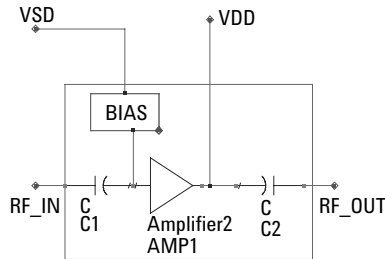 VSD
VDD
BIAS
RF_IN
C
C1
Amplifier2
AMP1
C
C2
RF_OUT